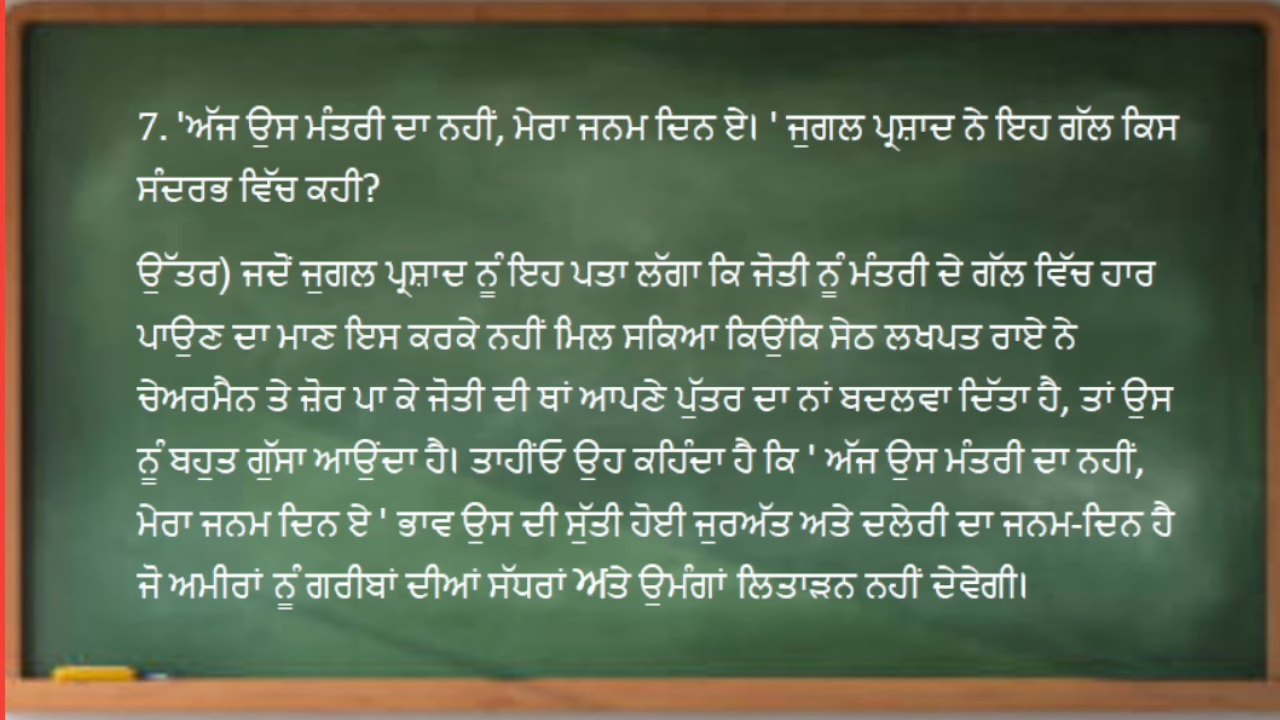 7. 'ਅੱਜ ਉਸ ਮੰਤਰੀ ਦਾ ਨਹੀਂ, ਮੇਰਾ ਜਨਮ ਦਿਨ ਏ। ' ਜੁਗਲ ਪ੍ਰਸ਼ਾਦ ਨੇ ਇਹ ਗੱਲ ਕਿਸ
ਸੰਦਰਭ ਵਿੱਚ ਕਹੀ?
ਉੱਤਰ) ਜਦੋਂ ਜੁਗਲ ਪ੍ਰਸ਼ਾਦ ਨੂੰ ਇਹ ਪਤਾ ਲੱਗਾ ਕਿ ਜੋਤੀ ਨੂੰ ਮੰਤਰੀ ਦੇ ਗੱਲ ਵਿੱਚ ਹਾਰ
ਪਾਉਣ ਦਾ ਮਾਣ ਇਸ ਕਰਕੇ ਨਹੀਂ ਮਿਲ ਸਕਿਆ ਕਿਉਂਕਿ ਸੇਠ ਲਖਪਤ ਰਾਏ ਨੇ
ਚੇਅਰਮੈਨ ਤੇ ਜ਼ੋਰ ਪਾ ਕੇ ਜੋਤੀ ਦੀ ਥਾਂ ਆਪਣੇ ਪੁੱਤਰ ਦਾ ਨਾਂ ਬਦਲਵਾ ਦਿੱਤਾ ਹੈ, ਤਾਂ ਉਸ
ਨੂੰ ਬਹੁਤ ਗੁੱਸਾ ਆਉਂਦਾ ਹੈ। ਤਾਹੀਂਓ ਉਹ ਕਹਿੰਦਾ ਹੈ ਕਿ ' ਅੱਜ ਉਸ ਮੰਤਰੀ ਦਾ ਨਹੀਂ,
ਮੇਰਾ ਜਨਮ ਦਿਨ ਏ ' ਭਾਵ ਉਸ ਦੀ ਸੁੱਤੀ ਹੋਈ ਜੁਰਅੱਤ ਅਤੇ ਦਲੇਰੀ ਦਾ ਜਨਮ-ਦਿਨ ਹੈ
ਜੋ ਅਮੀਰਾਂ ਨੂੰ ਗਰੀਬਾਂ ਦੀਆਂ ਸੱਧਰਾਂ ਅਤੇ ਉਮੰਗਾਂ ਲਿਤਾੜਨ ਨਹੀਂ ਦੇਵੇਗੀ।